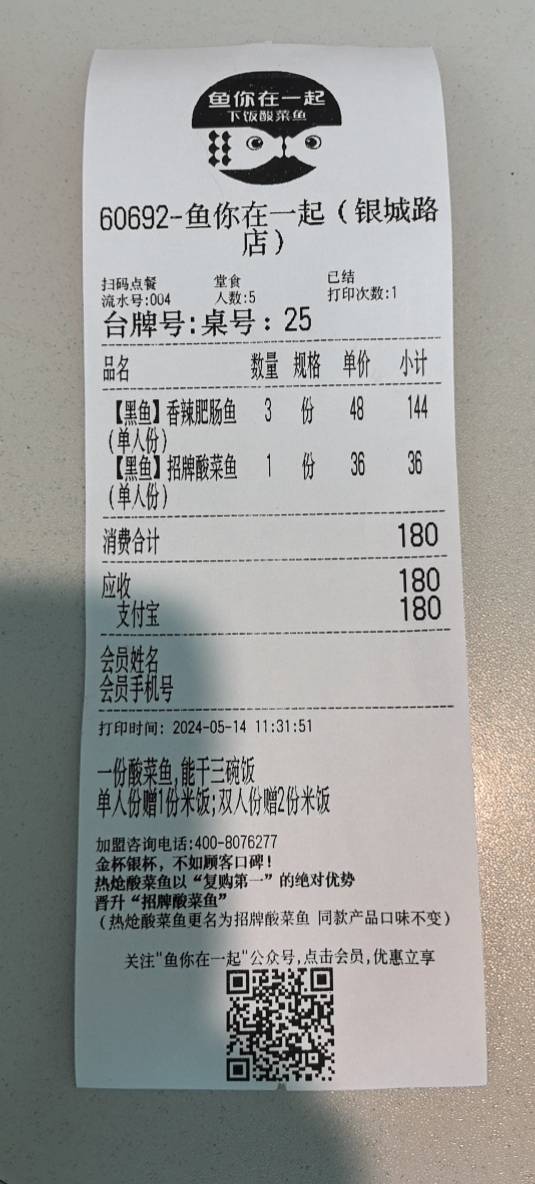 鱼你在一起
下饭酸菜鱼
60692-鱼你在一起（银城路
店）
扫码点餐 堂食 已结
流水号:004 人数:5 打印次数:1
台牌号:桌号：25
品名 数量 规格 单价 小计
【黑鱼】香辣肥肠鱼 3 份 48 144
(单人份)
【黑鱼】招牌酸菜鱼 1 份 36 36
(单人份)
消费合计 180
应收 180
支付宝 180
会员姓名
会员手机号
打印时间: 2024-05-14 11:31:51
一份酸菜鱼,能干三碗饭
单人份赠1份米饭;双人份赠2份米饭
加盟咨询电话:400-8076277
金杯银杯，不如顾客口碑！
热炝酸菜鱼以“复购第一”的绝对优势
晋升“招牌酸菜鱼”
(热炝酸菜鱼更名为招牌酸菜鱼 同款产品口味不变)
关注"鱼你在一起"公众号,点击会员,优惠立享